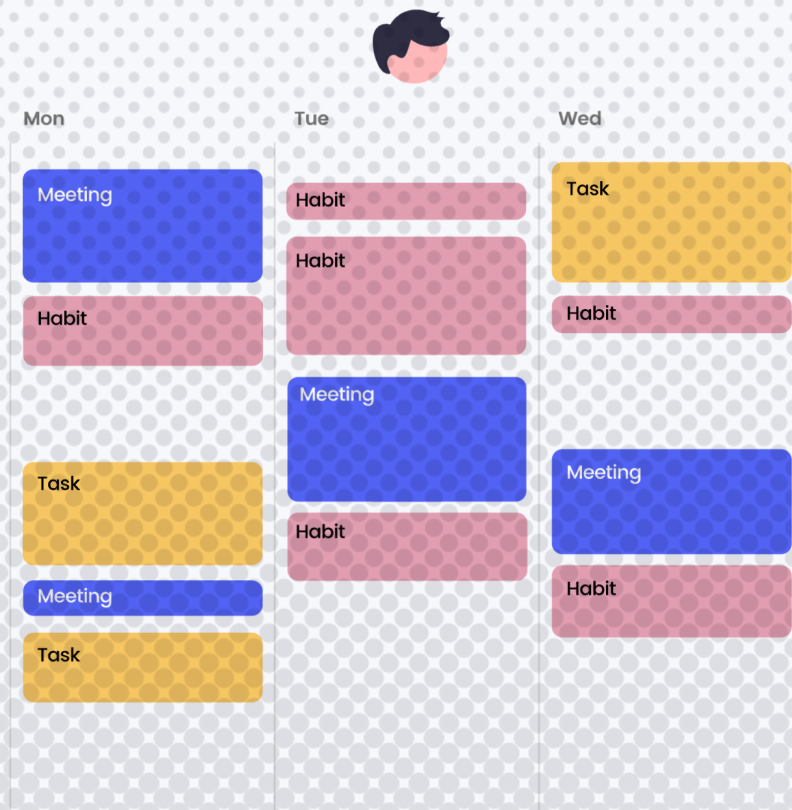 Mon
Tue
Wed
Meeting
Habit
Task
Meeting
Task
Habit
Habit
Meeting
Habit
Task
Habit
Meeting
Habit